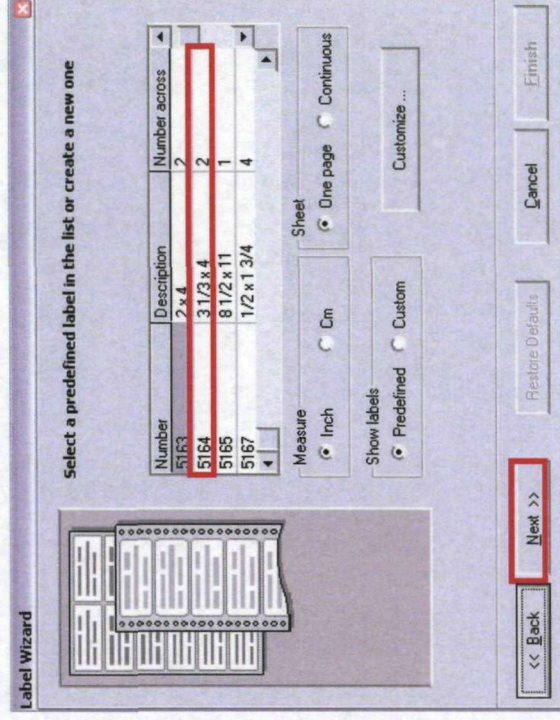 Label Wizard
Select a predefined label in the list or create a new one
Number Description Number across
5163 2 x 4 2
5164 3 1/3 x 4 2
5165 8 1/2 x 11 1
5167 1/2 x 1 3/4 4
Measure
Inch Cm
Sheet
One page Continuous
Show labels
Predefined Custom
Customize ...
<< Back Next >> Restore Defaults Cancel Finish